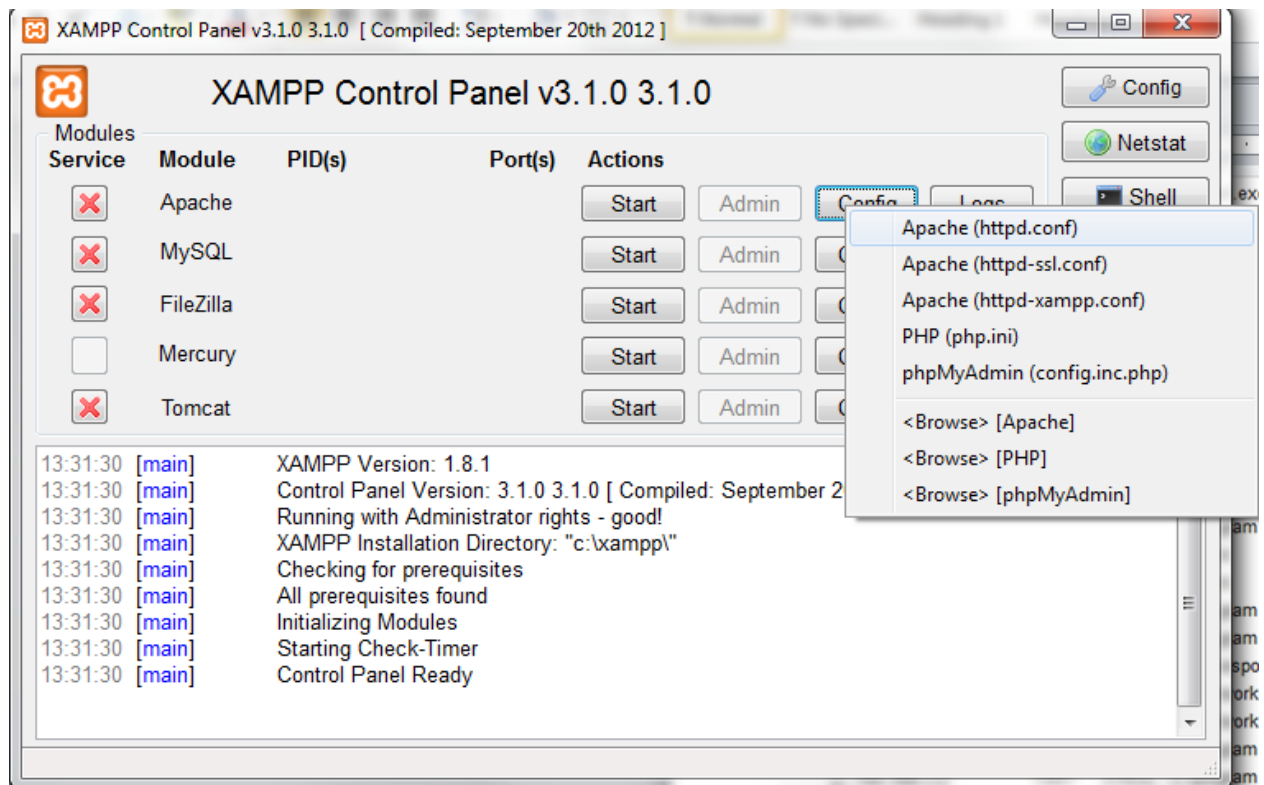 XAMPP Control Panel v3.1.0 3.1.0 [ Compiled: September 20th 2012 ]
XAMPP Control Panel v3.1.0 3.1.0
Config
Modules
Netstat
Service Module PID(s) Port(s) Actions
Shell
Apache Start Admin Config Logs
MySQL Start Admin
FileZilla Start Admin
Mercury Start Admin
Tomcat Start Admin
Apache (httpd.conf)
Apache (httpd-ssl.conf)
Apache (httpd-xampp.conf)
PHP (php.ini)
phpMyAdmin (config.inc.php)
<Browse> [Apache]
<Browse> [PHP]
<Browse> [phpMyAdmin]
13:31:30 [main] XAMPP Version: 1.8.1
13:31:30 [main] Control Panel Version: 3.1.0 3.1.0 [ Compiled: September 2
13:31:30 [main] Running with Administrator rights - good!
13:31:30 [main] XAMPP Installation Directory: "c:\xampp\"
13:31:30 [main] Checking for prerequisites
13:31:30 [main] All prerequisites found
13:31:30 [main] Initializing Modules
13:31:30 [main] Starting Check-Timer
13:31:30 [main] Control Panel Ready